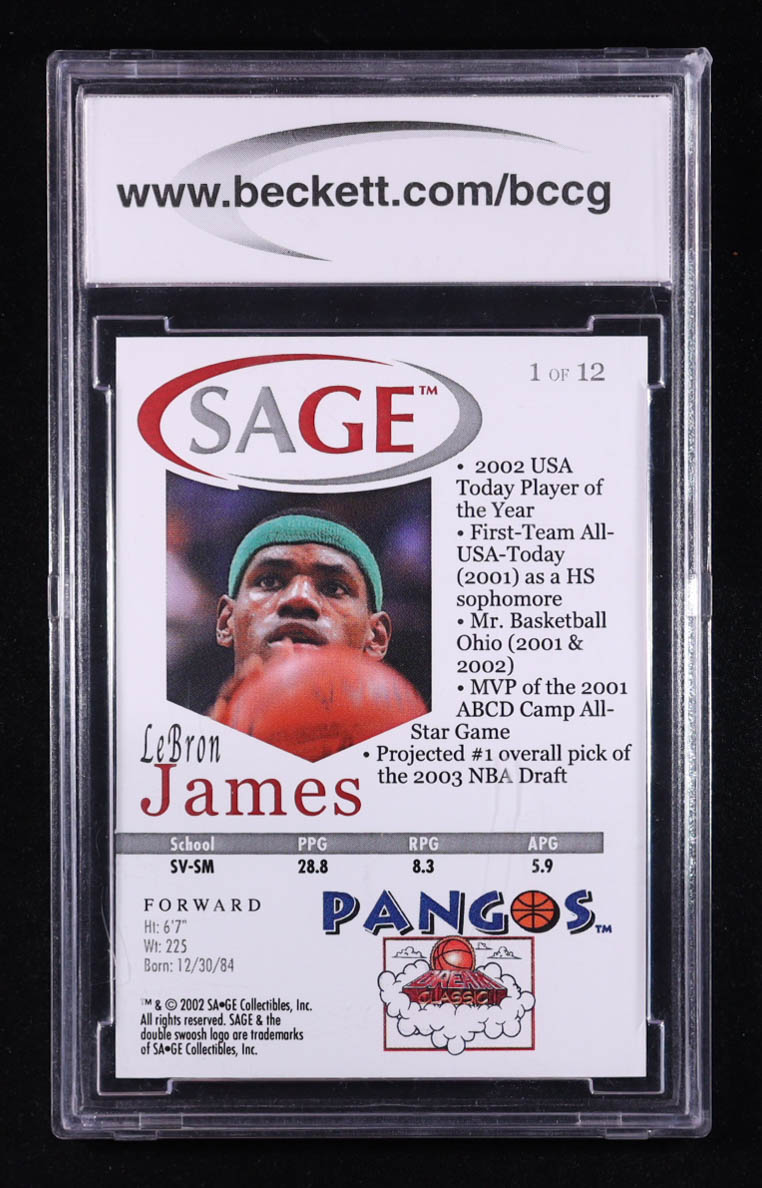 www.beckett.com/bccg
SAGE™
1 OF 12
• 2002 USA
Today Player of
the Year
• First-Team All-
USA-Today
(2001) as a HS
sophomore
• Mr. Basketball
Ohio (2001 &
2002)
• MVP of the 2001
ABCD Camp All-
Star Game
• Projected #1 overall pick of
the 2003 NBA Draft
LeBron
James
School PPG RPG APG
SV-SM 28.8 8.3 5.9
FORWARD
Ht: 6'7"
Wt: 225
Born: 12/30/84
PANGOS™
DREAM
CLASSIC
™ & © 2002 SA•GE Collectibles, Inc.
All rights reserved. SAGE & the
double swoosh logo are trademarks
of SA•GE Collectibles, Inc.